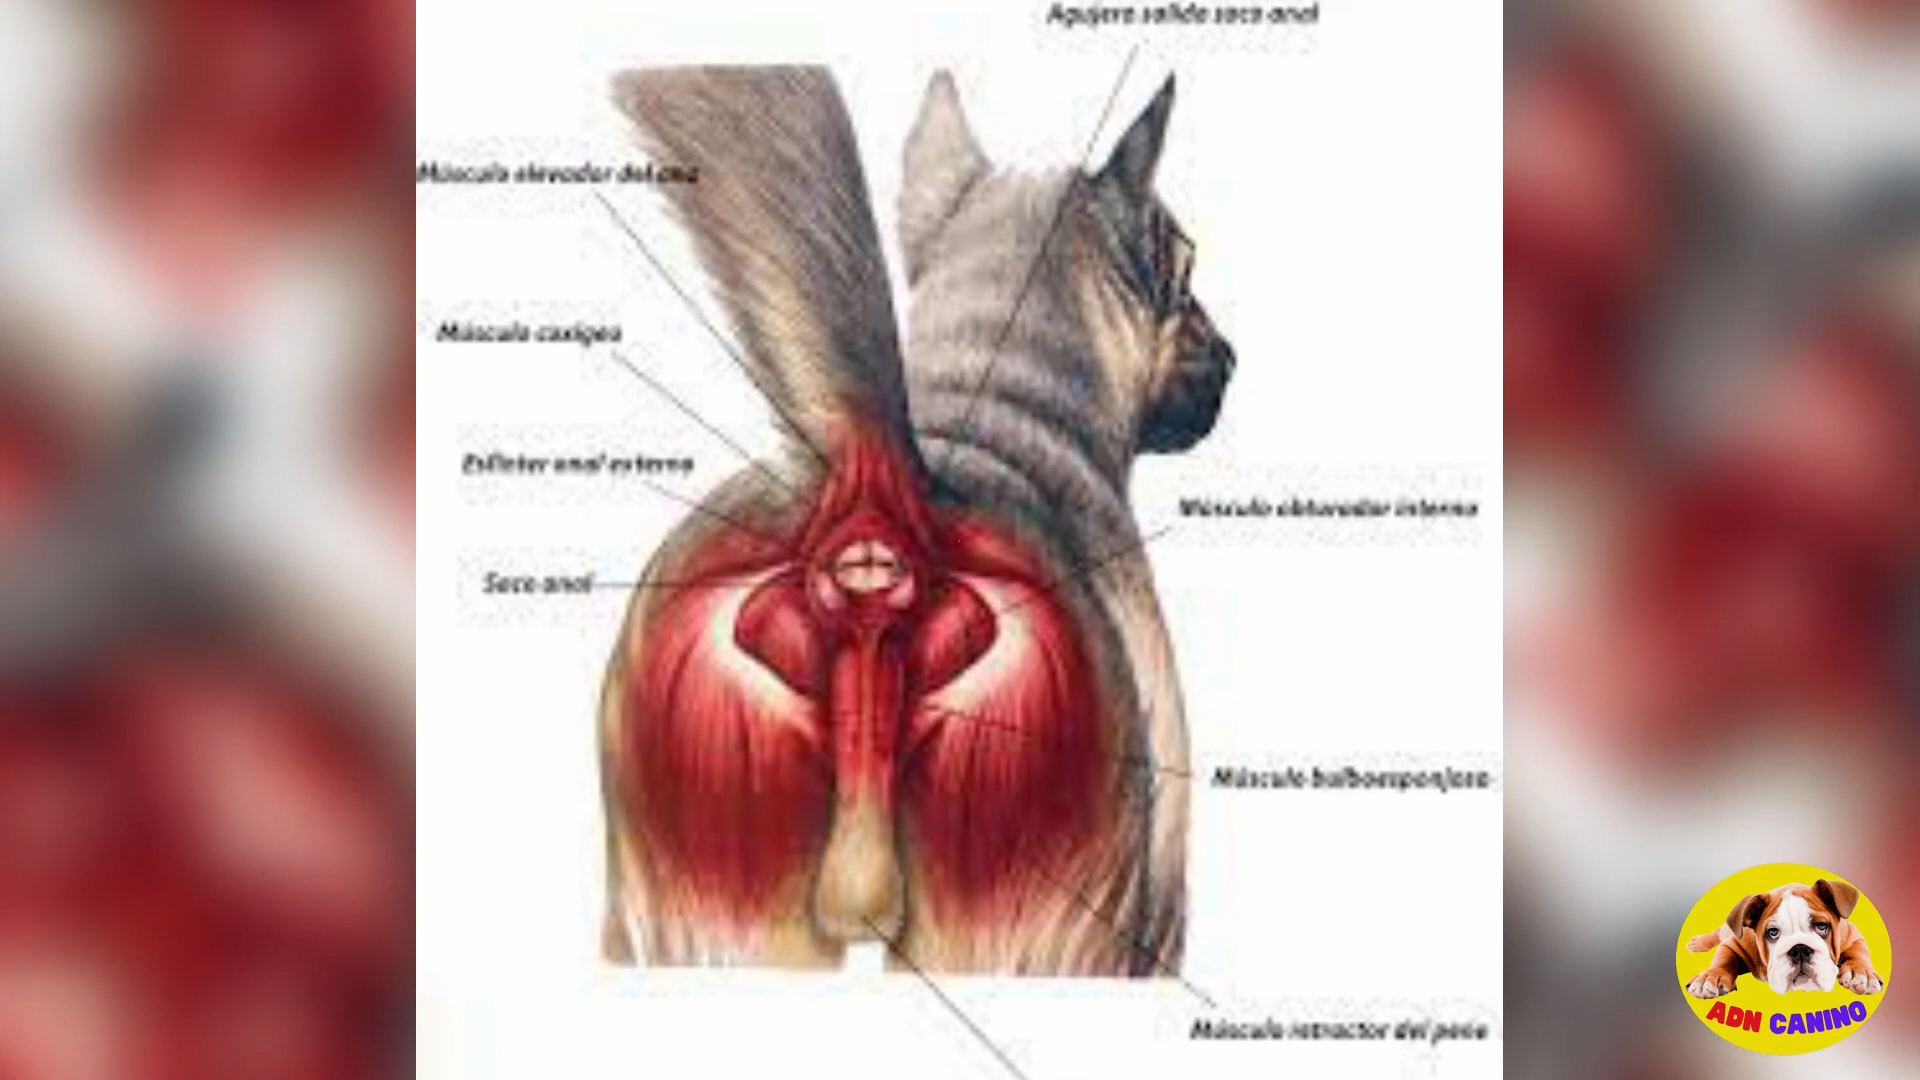 Agujero salida saco anal
Músculo elevador del ano
Músculo coxígeo
Esfínter anal externo
Músculo obturador interno
Saco anal
Músculo bulboesponjoso
Músculo retractor del pene
ADN CANINO